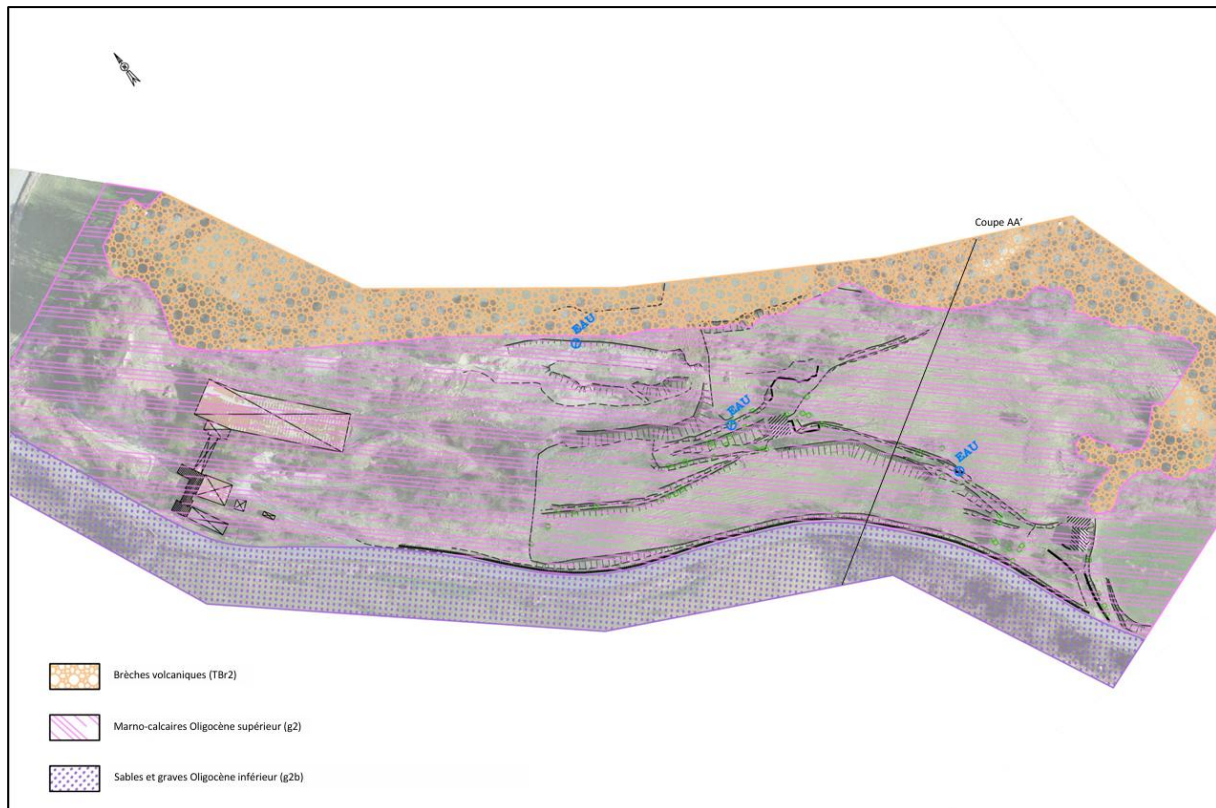 Coupe AA'
EAU
EAU
EAU
Brèches volcaniques (TBr2)
Marno-calcaires Oligocène supérieur (g2)
Sables et graves Oligocène inférieur (g2b)